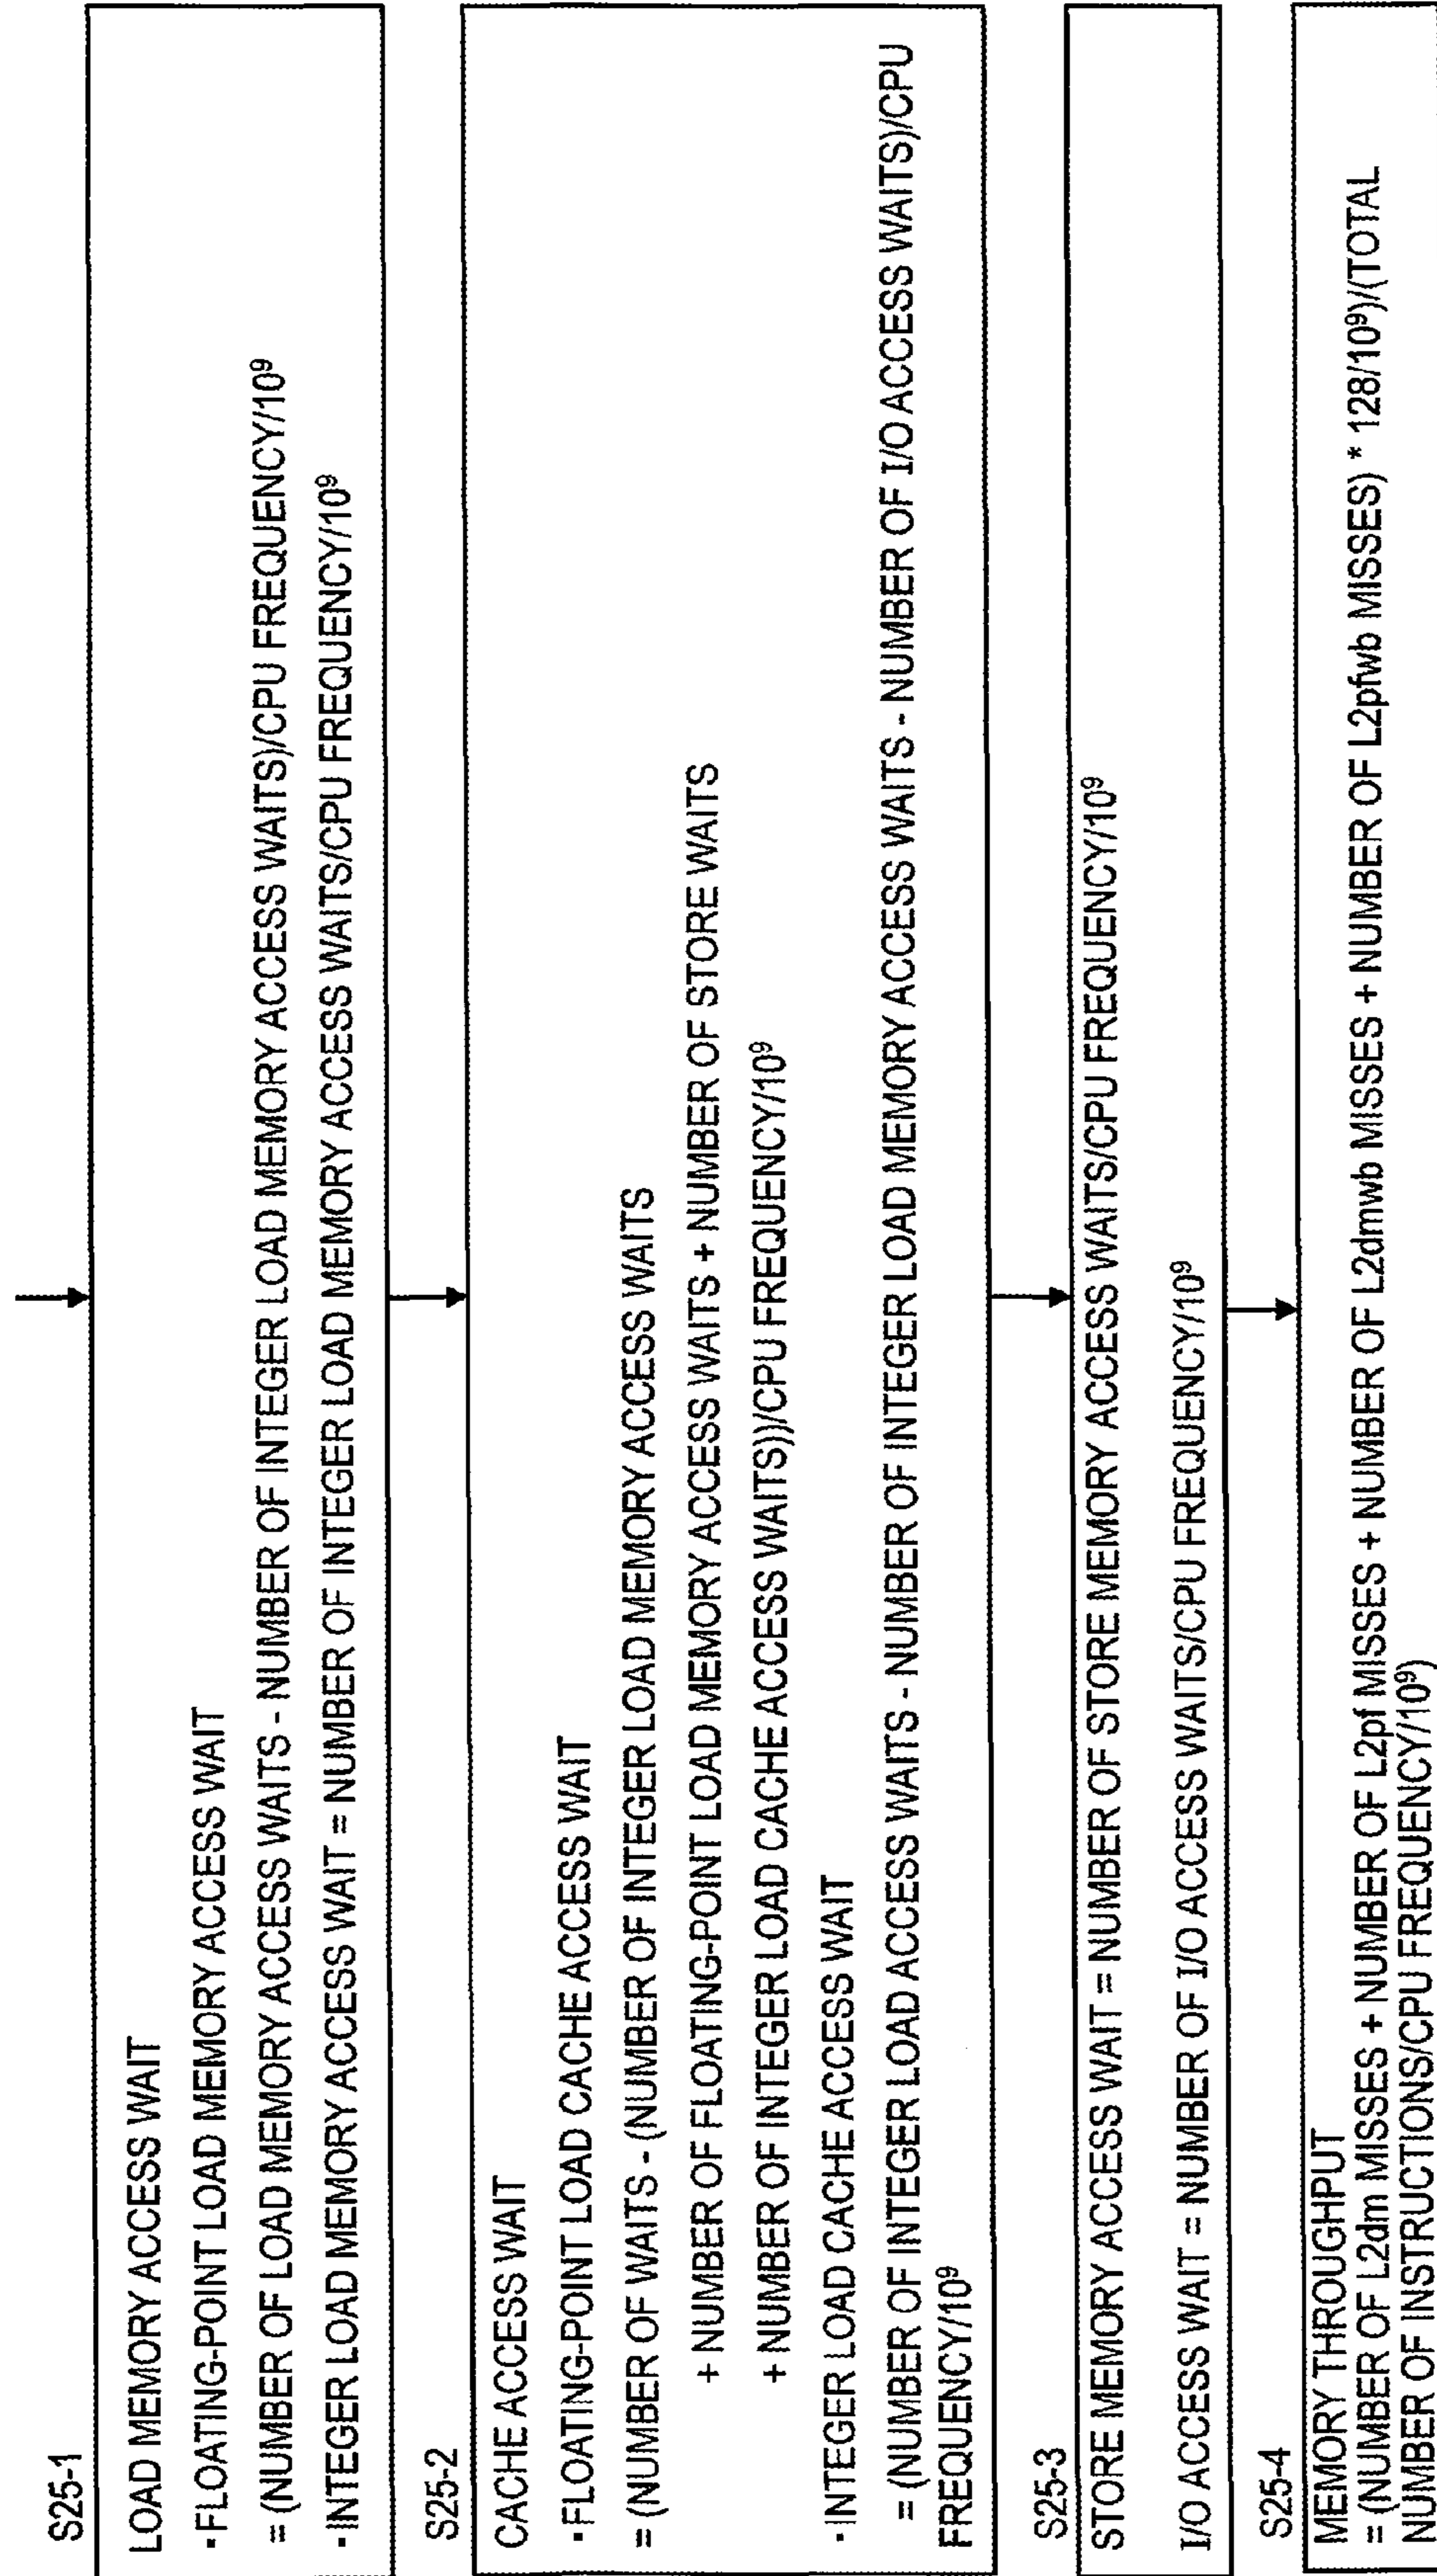 S25-1
LOAD MEMORY ACCESS WAIT
·FLOATING-POINT LOAD MEMORY ACCESS WAIT
= (NUMBER OF LOAD MEMORY ACCESS WAITS - NUMBER OF INTEGER LOAD MEMORY ACCESS WAITS)/CPU FREQUENCY/10⁹
·INTEGER LOAD MEMORY ACCESS WAIT = NUMBER OF INTEGER LOAD MEMORY ACCESS WAITS/CPU FREQUENCY/10⁹
S25-2
CACHE ACCESS WAIT
·FLOATING-POINT LOAD CACHE ACCESS WAIT
= (NUMBER OF WAITS - (NUMBER OF INTEGER LOAD MEMORY ACCESS WAITS
+ NUMBER OF FLOATING-POINT LOAD MEMORY ACCESS WAITS + NUMBER OF STORE WAITS
+ NUMBER OF INTEGER LOAD CACHE ACCESS WAITS))/CPU FREQUENCY/10⁹
·INTEGER LOAD CACHE ACCESS WAIT
= (NUMBER OF INTEGER LOAD ACCESS WAITS - NUMBER OF INTEGER LOAD MEMORY ACCESS WAITS - NUMBER OF I/O ACCESS WAITS)/CPU
FREQUENCY/10⁹
S25-3
STORE MEMORY ACCESS WAIT = NUMBER OF STORE MEMORY ACCESS WAITS/CPU FREQUENCY/10⁹
I/O ACCESS WAIT = NUMBER OF I/O ACCESS WAITS/CPU FREQUENCY/10⁹
S25-4
MEMORY THROUGHPUT
= (NUMBER OF L2dm MISSES + NUMBER OF L2pf MISSES + NUMBER OF L2dmwb MISSES + NUMBER OF L2pfwb MISSES) * 128/10⁹)/(TOTAL
NUMBER OF INSTRUCTIONS/CPU FREQUENCY/10⁹)